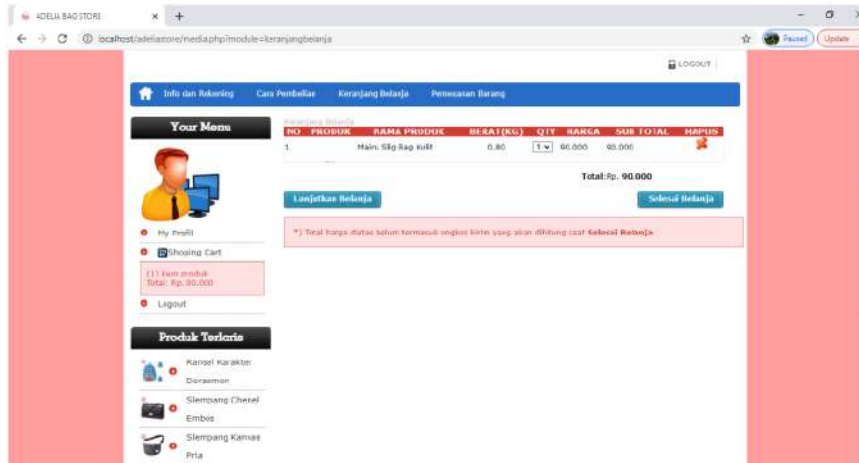 ADELIA BAG STORE
localhost/adeliastore/media.php?module=keranjangbelanja
Paused
Update
LOGOUT
Info dan Rekening Cara Pembelian Keranjang Belanja Pemesanan Barang
Your Menu
My Profil
Shoping Cart
(1) item produk
Total: Rp. 90.000
Logout
Produk Terlaris
Ransel Karakter
Doraemon
Slempang Chenel
Embos
Slempang Kanvas
Pria
Keranjang Belanja
NO PRODUK NAMA PRODUK BERAT(KG) QTY HARGA SUB TOTAL HAPUS
1 Bag Kulit 0.80 1 90.000 90.000
Total:Rp. 90.000
Lanjutkan Belanja
Selesai Belanja
*) Total harga diatas belum termasuk ongkos kirim yang akan dihitung saat Selesai Belanja